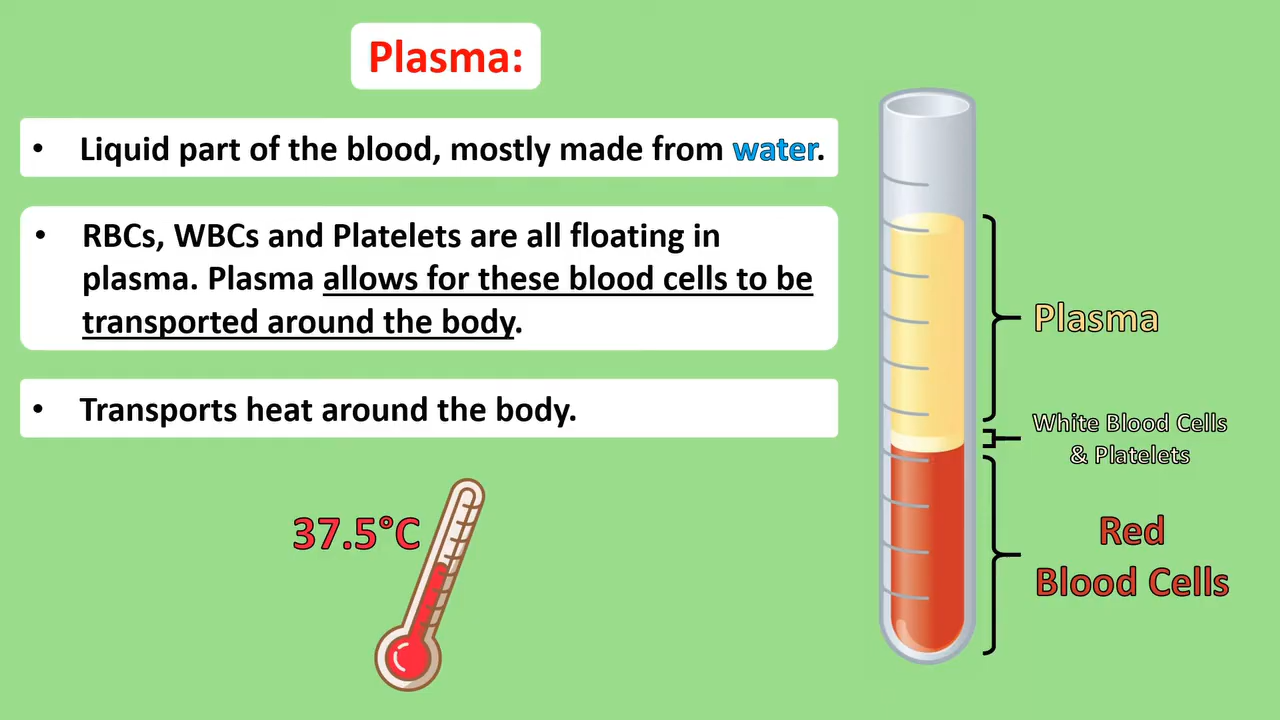 Plasma:
• Liquid part of the blood, mostly made from water.
• RBCs, WBCs and Platelets are all floating in
plasma. Plasma allows for these blood cells to be
transported around the body.
• Transports heat around the body.
37.5°C
Plasma
White Blood Cells
& Platelets
Red
Blood Cells